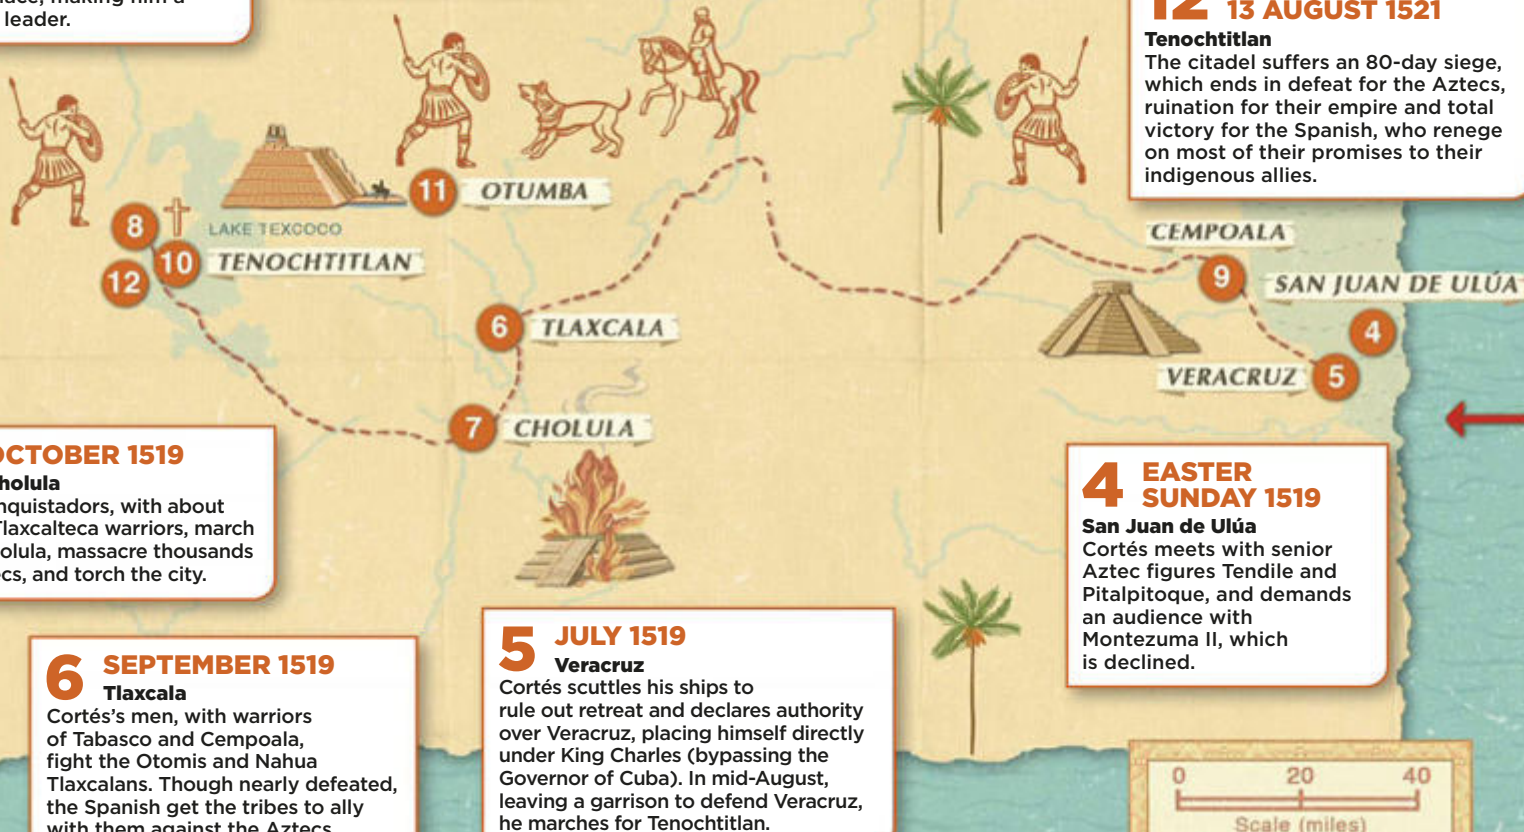 leader.
12 13 AUGUST 1521
Tenochtitlan
The citadel suffers an 80-day siege,
which ends in defeat for the Aztecs,
ruination for their empire and total
victory for the Spanish, who renege
on most of their promises to their
indigenous allies.
11 OTUMBA
8
LAKE TEXCOCO
10 TENOCHTITLAN
12
CEMPOALA
9
SAN JUAN DE ULÚA
4
6 TLAXCALA
VERACRUZ 5
7 CHOLULA
OCTOBER 1519
holula
nquistadors, with about
Tlaxcalteca warriors, march
olula, massacre thousands
ecs, and torch the city.
4 EASTER
SUNDAY 1519
San Juan de Ulúa
Cortés meets with senior
Aztec figures Tendile and
Pitalpitoque, and demands
an audience with
Montezuma II, which
is declined.
6 SEPTEMBER 1519
Tlaxcala
Cortés’s men, with warriors
of Tabasco and Cempoala,
fight the Otomis and Nahua
Tlaxcalans. Though nearly defeated,
the Spanish get the tribes to ally
with them against the Aztecs
5 JULY 1519
Veracruz
Cortés scuttles his ships to
rule out retreat and declares authority
over Veracruz, placing himself directly
under King Charles (bypassing the
Governor of Cuba). In mid-August,
leaving a garrison to defend Veracruz,
he marches for Tenochtitlan.
0 20 40
Scale (miles)